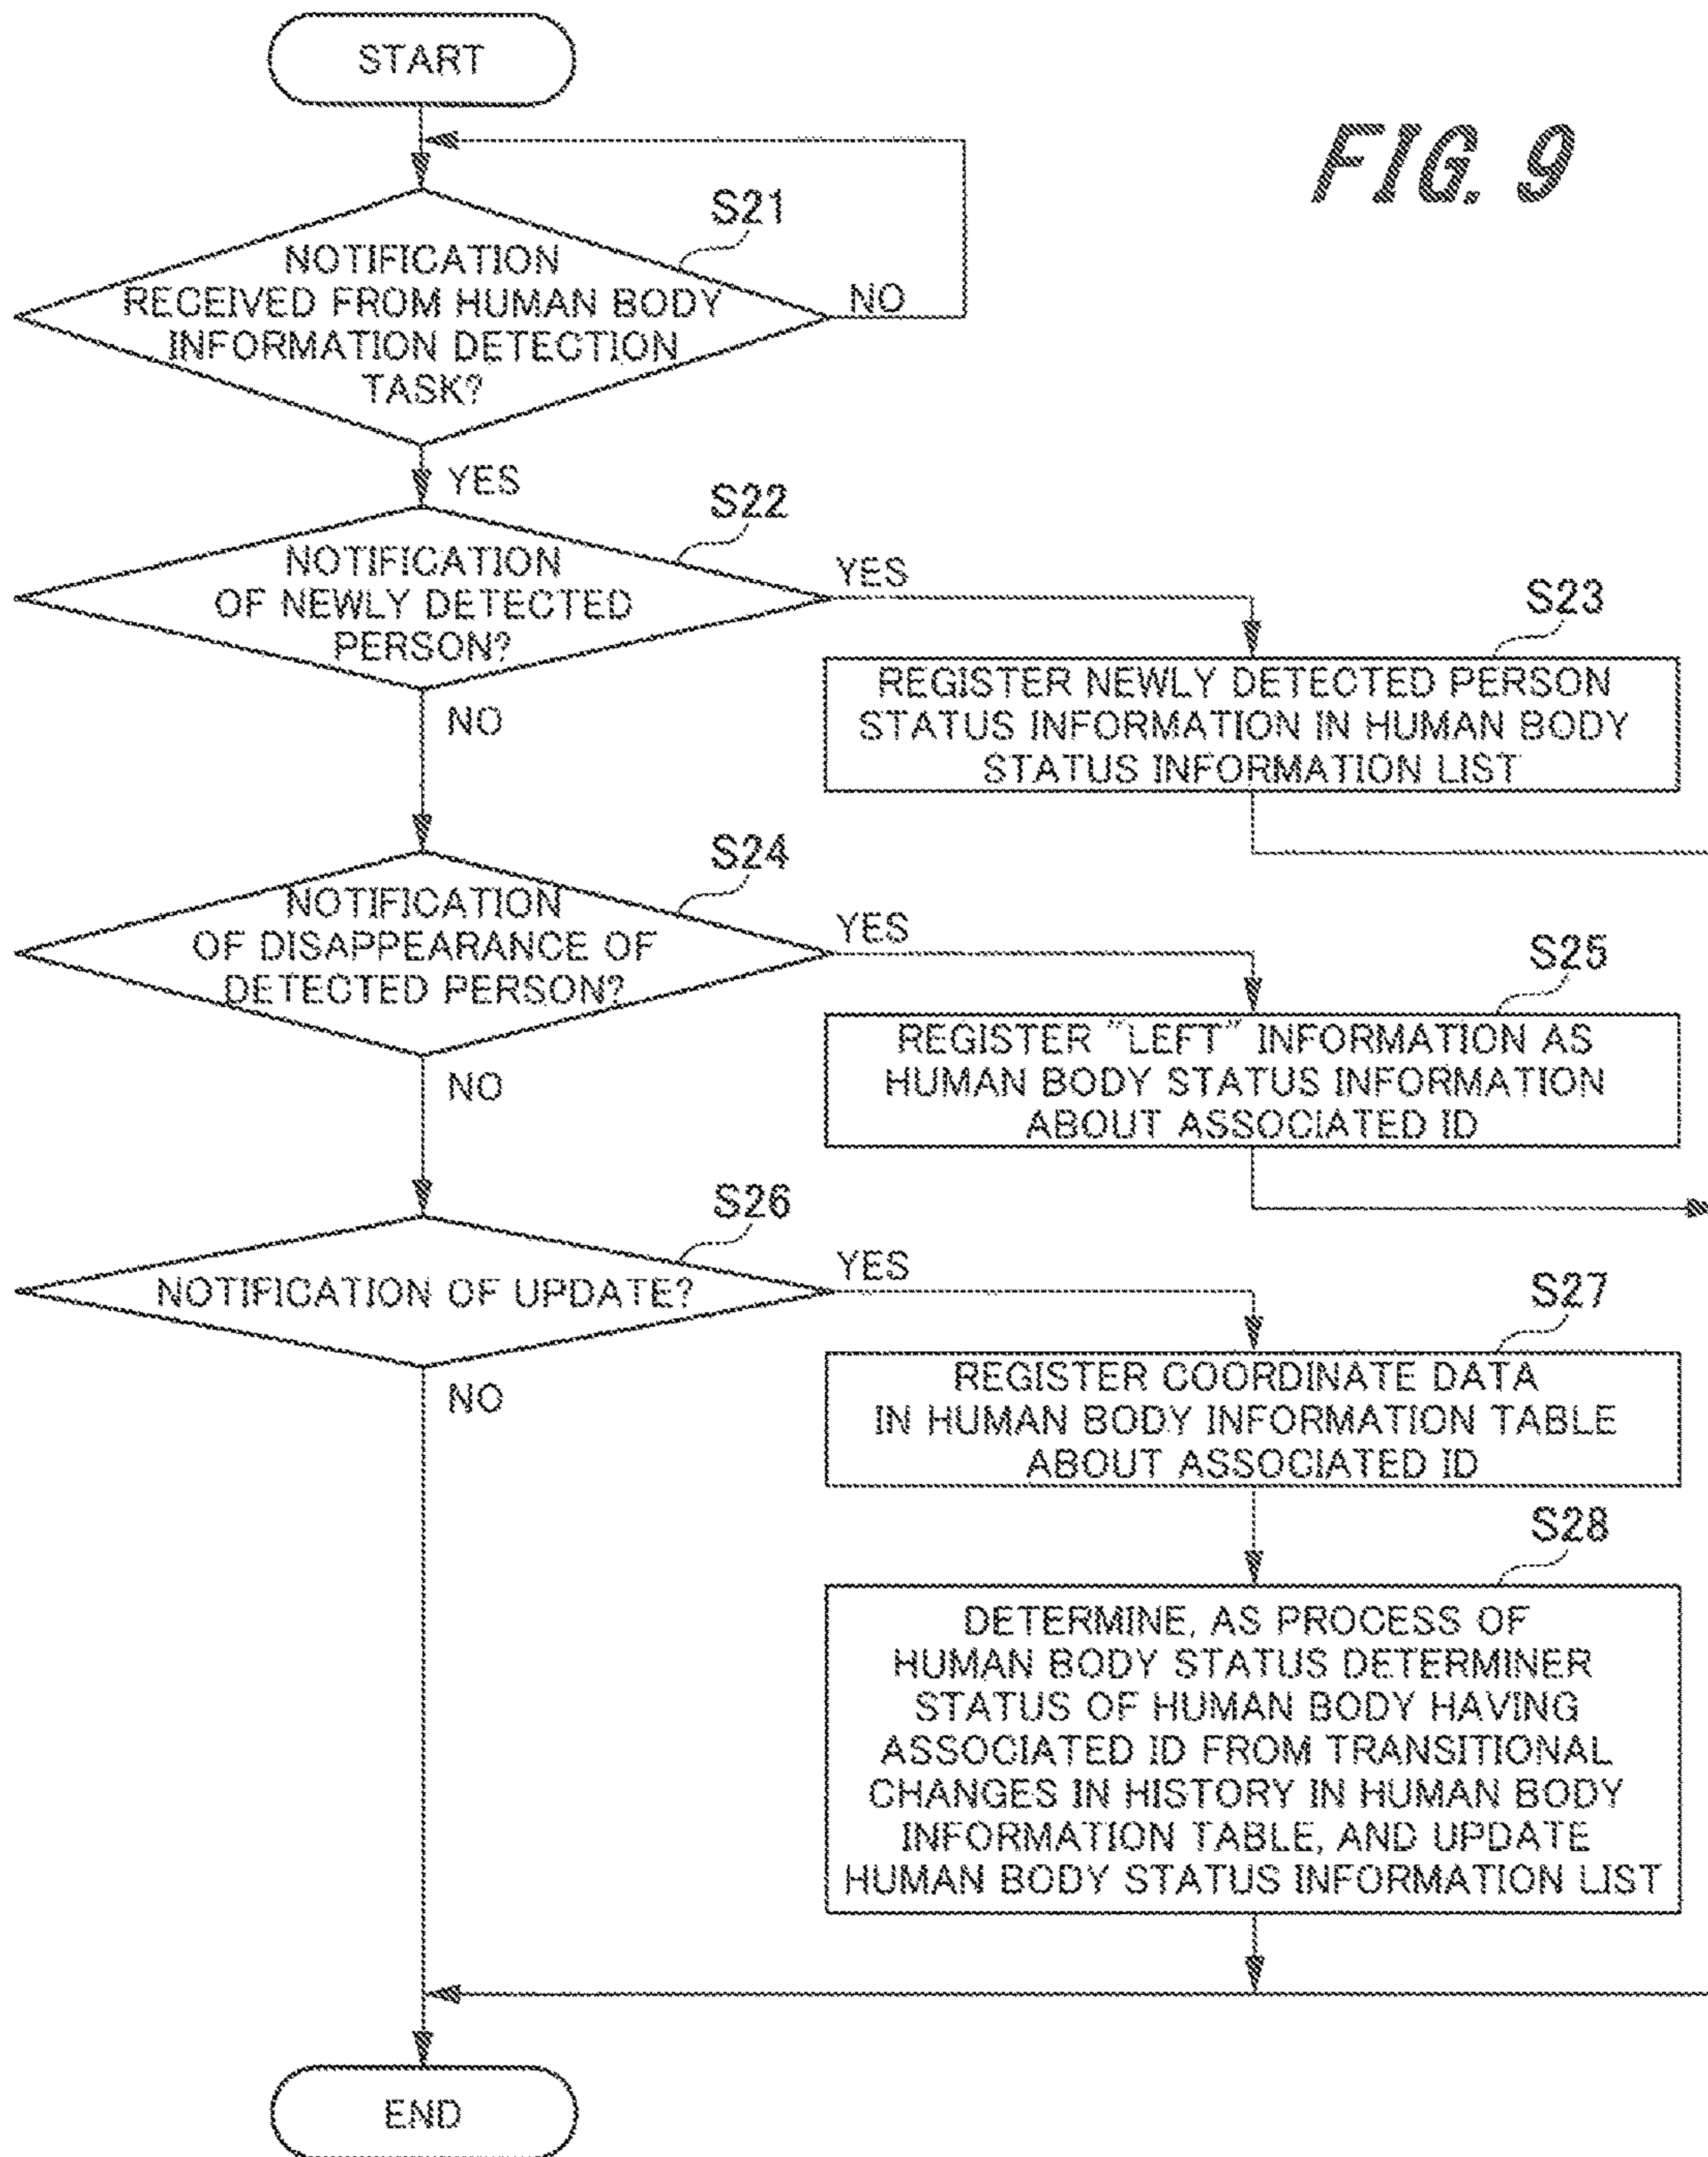 START
FIG. 9
S21
NOTIFICATION
RECEIVED FROM HUMAN BODY
INFORMATION DETECTION
TASK?
NO
YES
S22
NOTIFICATION
OF NEWLY DETECTED
PERSON?
YES
NO
S23
REGISTER NEWLY DETECTED PERSON
STATUS INFORMATION IN HUMAN BODY
STATUS INFORMATION LIST
S24
NOTIFICATION
OF DISAPPEARANCE OF
DETECTED PERSON?
YES
NO
S25
REGISTER "LEFT" INFORMATION AS
HUMAN BODY STATUS INFORMATION
ABOUT ASSOCIATED ID
S26
NOTIFICATION OF UPDATE?
YES
NO
S27
REGISTER COORDINATE DATA
IN HUMAN BODY INFORMATION TABLE
ABOUT ASSOCIATED ID
S28
DETERMINE, AS PROCESS OF
HUMAN BODY STATUS DETERMINER
STATUS OF HUMAN BODY HAVING
ASSOCIATED ID FROM TRANSITIONAL
CHANGES IN HISTORY IN HUMAN BODY
INFORMATION TABLE, AND UPDATE
HUMAN BODY STATUS INFORMATION LIST
END